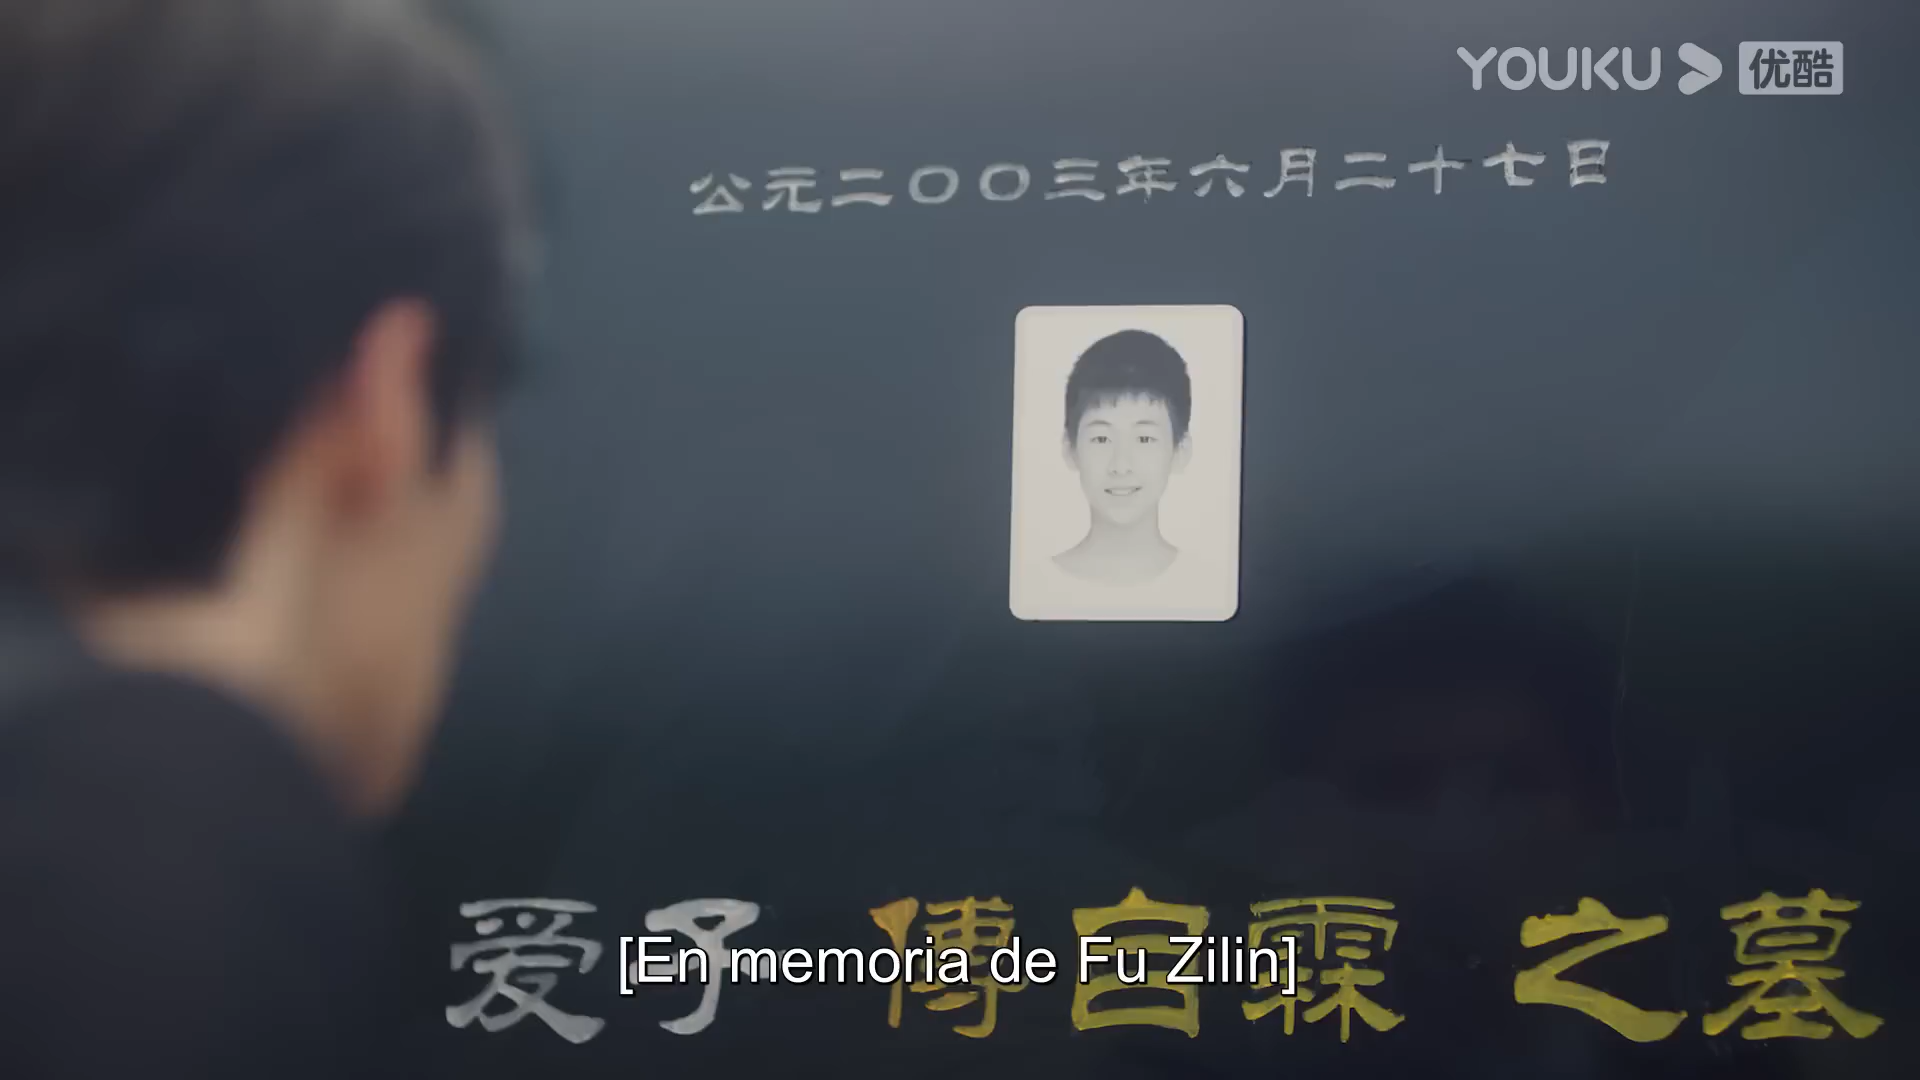 YOUKU 优酷
公元二〇〇三年六月二十七日
爱子 傅自霖 之墓
[En memoria de Fu Zilin]